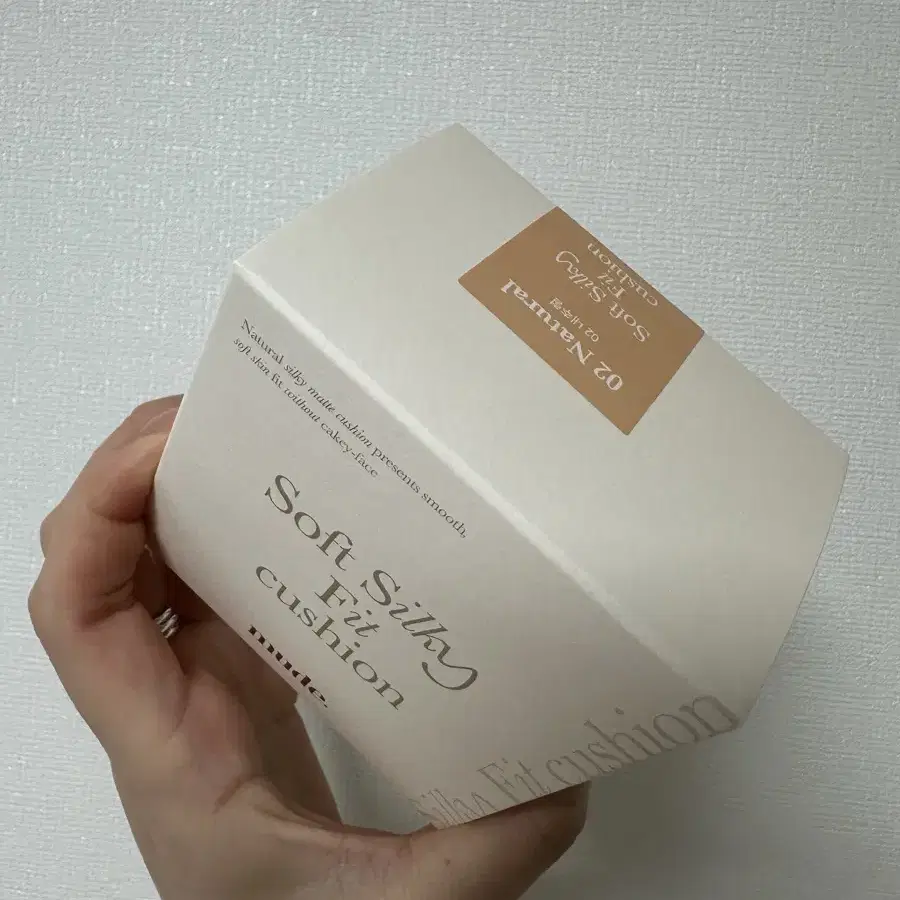 Natural silky matte cushion presents smooth,
soft skin fit without cakey-face
Soft Silky
Fit
cushion
mude
02 Natural
02 내추럴
Soft Silky
Fit
cushion
Silky Fit cushion